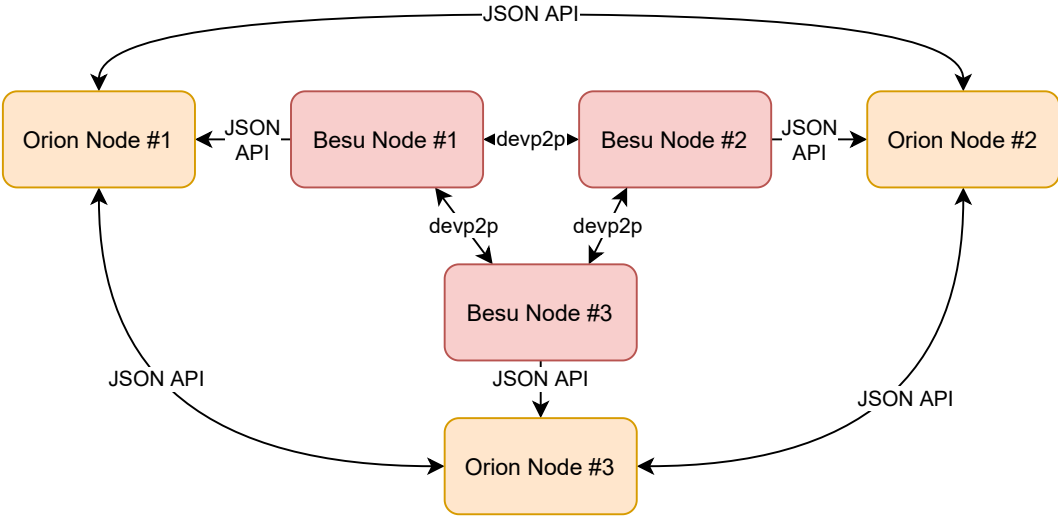 JSON API
Orion Node #1
JSON
API
Besu Node #1
devp2p
Besu Node #2
JSON
API
Orion Node #2
devp2p
devp2p
Besu Node #3
JSON API
JSON API
JSON API
Orion Node #3